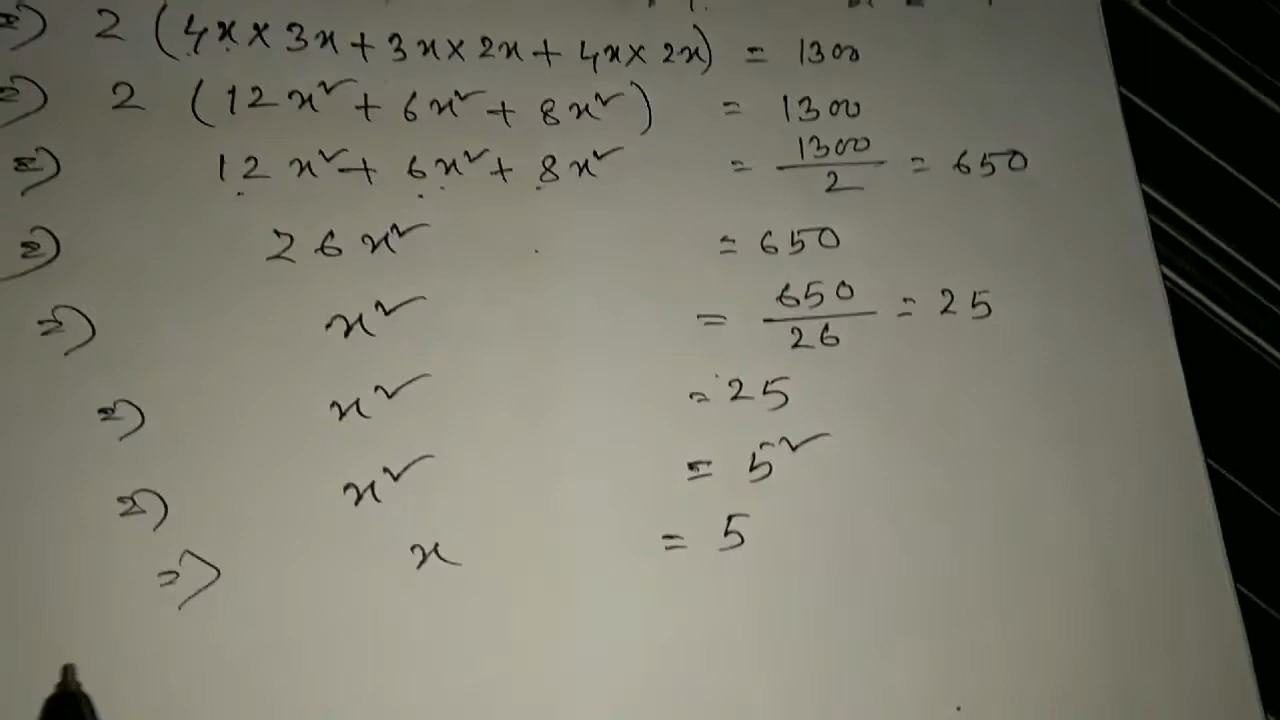 ⇒) 2 (4x × 3x + 3x × 2x + 4x × 2x) = 1300
⇒) 2 (12x² + 6x² + 8x²) = 1300
⇒) 12x² + 6x² + 8x² = 1300/2 = 650
⇒) 26x² = 650
⇒) x² = 650/26 = 25
⇒) x² = 25
⇒) x² = 5²
⇒ x = 5